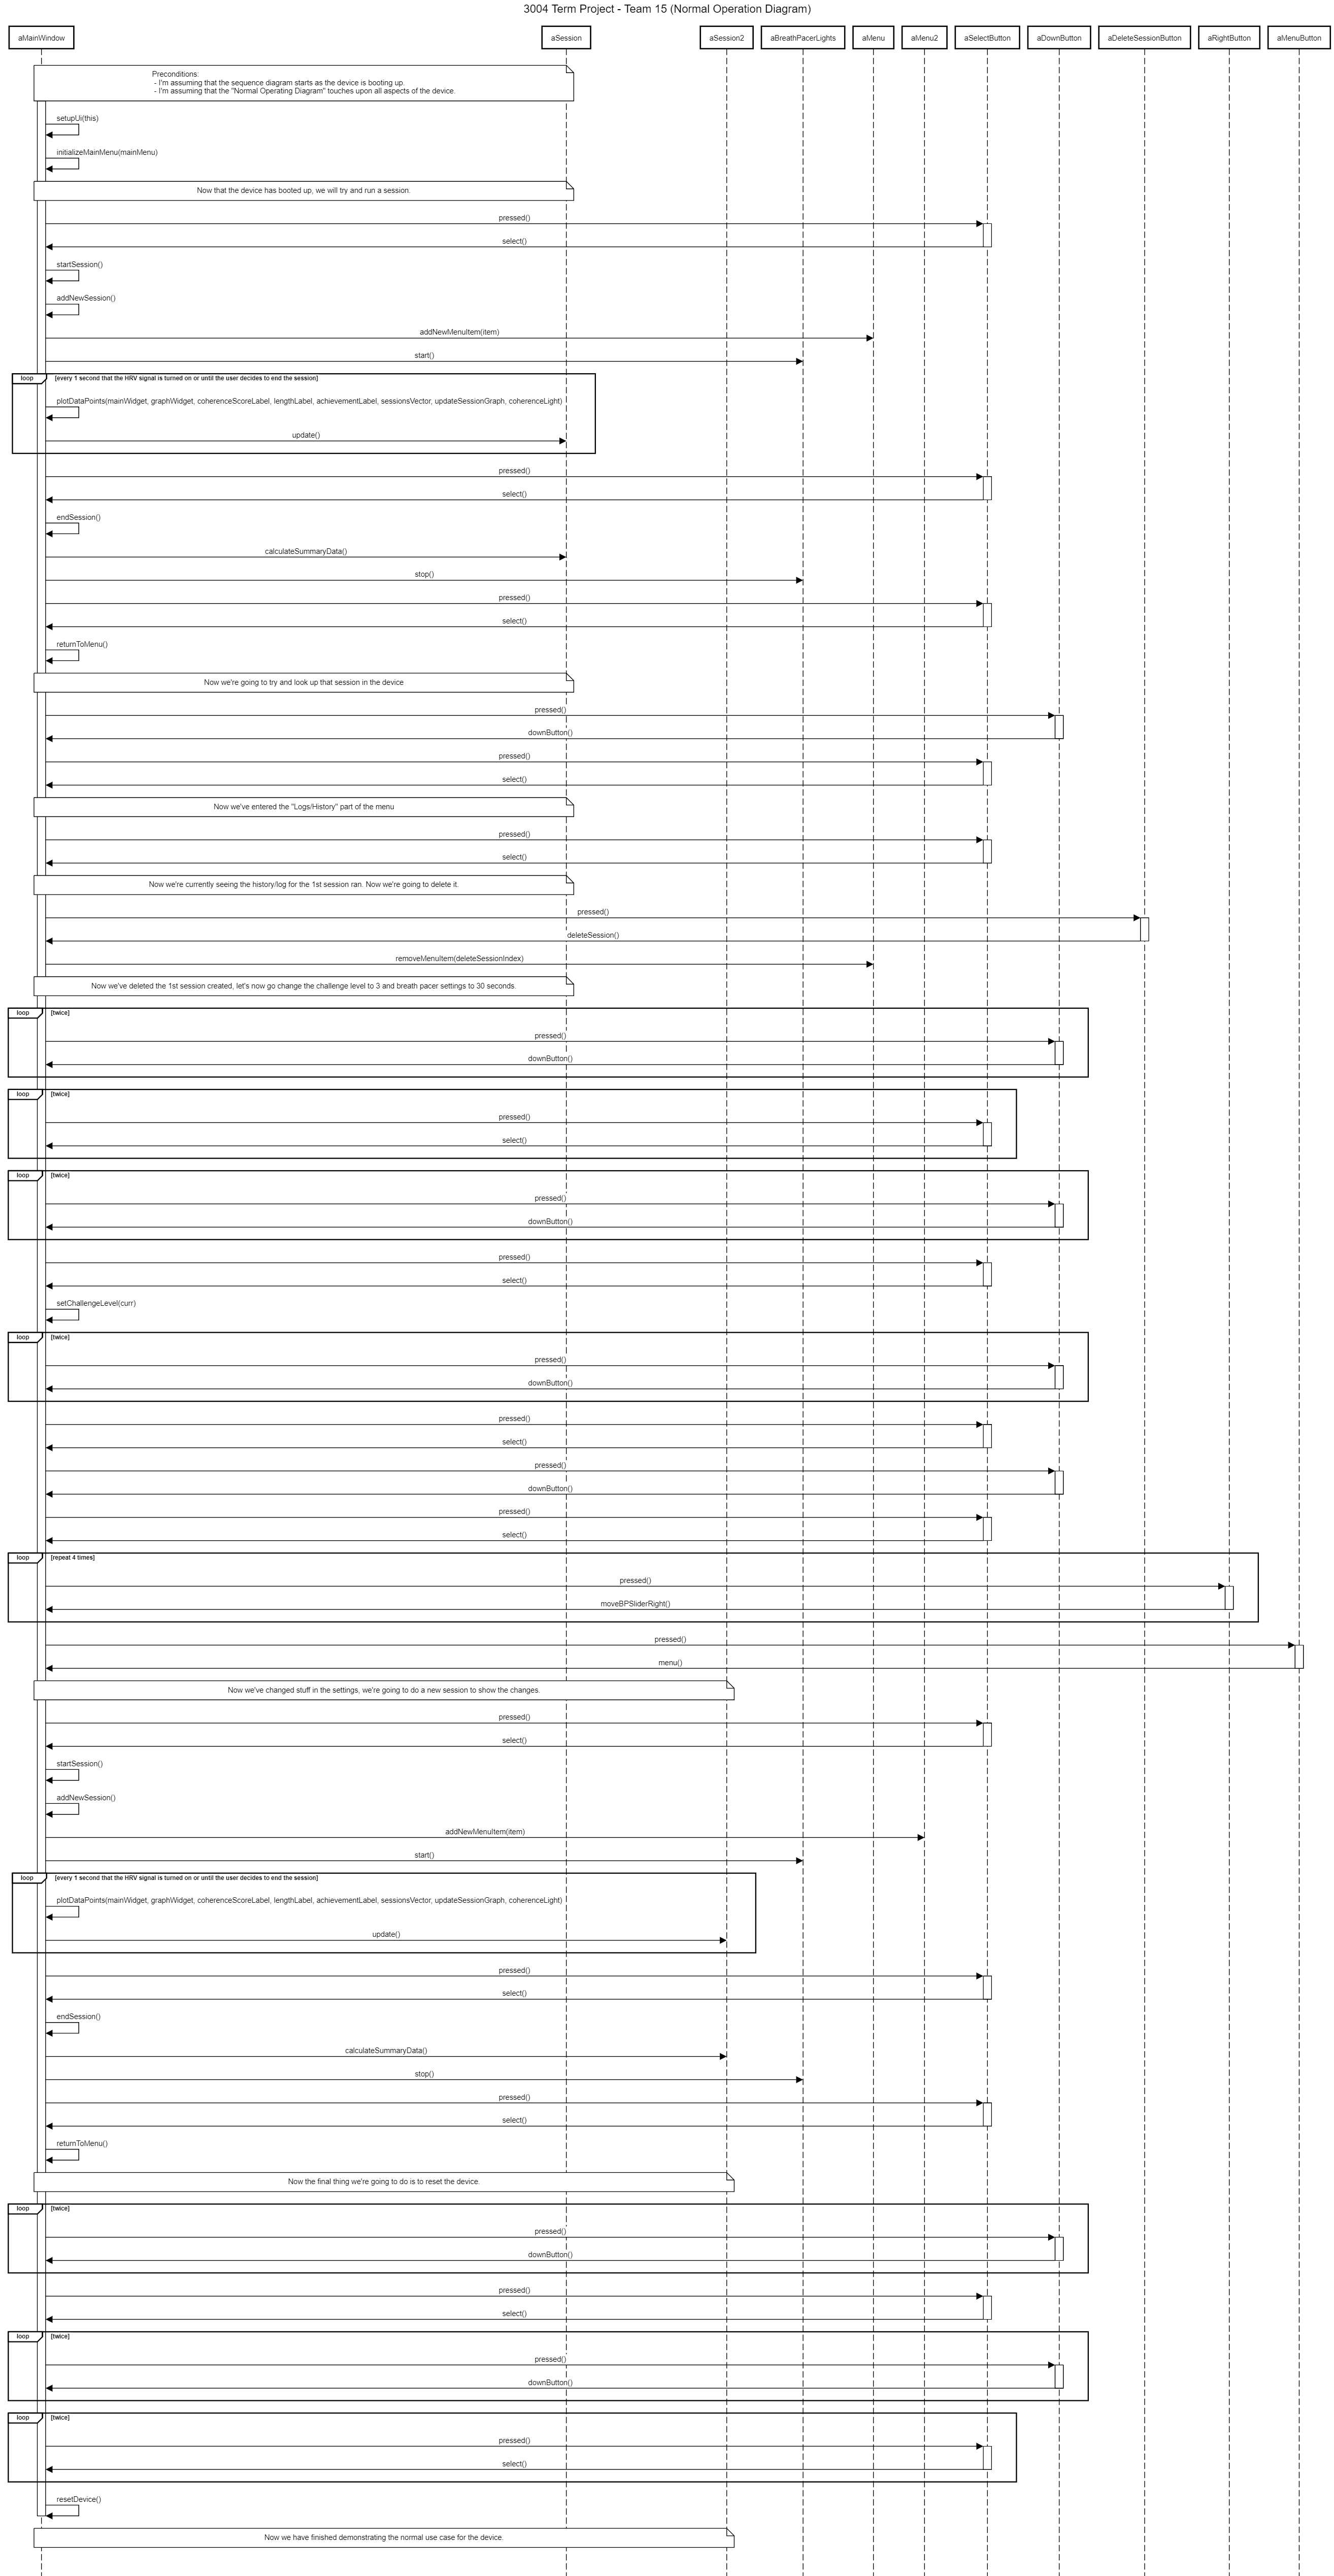 3004 Term Project - Team 15 (Normal Operation Diagram)
aMainWindow
aSession
aSession2
aBreathPacerLights
aMenu
aMenu2
aSelectButton
aDownButton
aDeleteSessionButton
aRightButton
aMenuButton
Preconditions:
- I'm assuming that the sequence diagram starts as the device is booting up.
- I'm assuming that the "Normal Operating Diagram" touches upon all aspects of the device.
setupUi(this)
initializeMainMenu(mainMenu)
Now that the device has booted up, we will try and run a session.
pressed()
select()
startSession()
addNewSession()
addNewMenuItem(item)
start()
loop [every 1 second that the HRV signal is turned on or until the user decides to end the session]
plotDataPoints(mainWidget, graphWidget, coherenceScoreLabel, lengthLabel, achievementLabel, sessionsVector, updateSessionGraph, coherenceLight)
update()
pressed()
select()
endSession()
calculateSummaryData()
stop()
pressed()
select()
returnToMenu()
Now we're going to try and look up that session in the device
pressed()
downButton()
pressed()
select()
Now we've entered the "Logs/History" part of the menu
pressed()
select()
Now we're currently seeing the history/log for the 1st session ran. Now we're going to delete it.
pressed()
deleteSession()
removeMenuItem(deleteSessionIndex)
Now we've deleted the 1st session created, let's now go change the challenge level to 3 and breath pacer settings to 30 seconds.
loop [twice]
pressed()
downButton()
loop [twice]
pressed()
select()
loop [twice]
pressed()
downButton()
pressed()
select()
setChallengeLevel(curr)
loop [twice]
pressed()
downButton()
pressed()
select()
pressed()
downButton()
pressed()
select()
loop [repeat 4 times]
pressed()
moveBPSliderRight()
pressed()
menu()
Now we've changed stuff in the settings, we're going to do a new session to show the changes.
pressed()
select()
startSession()
addNewSession()
addNewMenuItem(item)
start()
loop [every 1 second that the HRV signal is turned on or until the user decides to end the session]
plotDataPoints(mainWidget, graphWidget, coherenceScoreLabel, lengthLabel, achievementLabel, sessionsVector, updateSessionGraph, coherenceLight)
update()
pressed()
select()
endSession()
calculateSummaryData()
stop()
pressed()
select()
returnToMenu()
Now the final thing we're going to do is to reset the device.
loop [twice]
pressed()
downButton()
pressed()
select()
loop [twice]
pressed()
downButton()
loop [twice]
pressed()
select()
resetDevice()
Now we have finished demonstrating the normal use case for the device.